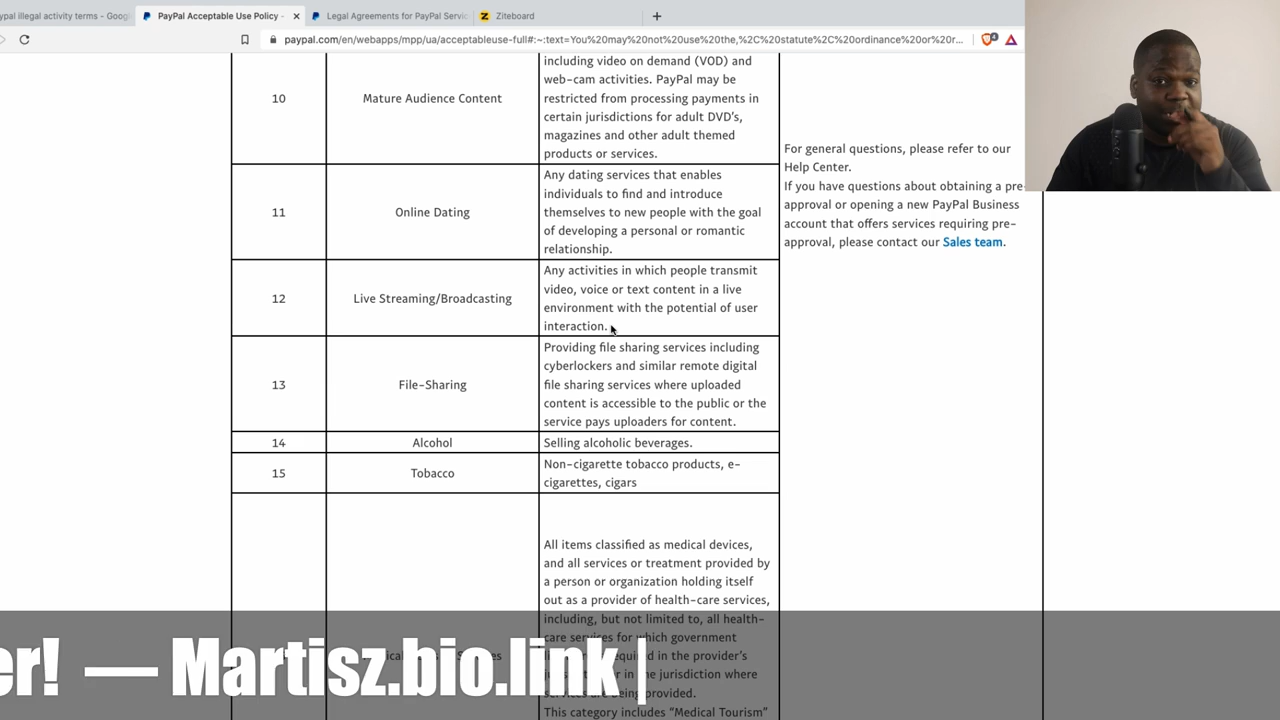 ypal illegal activity terms - Goog
PayPal Acceptable Use Policy -
Legal Agreements for PayPal Servic
Ziteboard
paypal.com/en/webapps/mpp/ua/acceptableuse-full#:~:text=You%20may%20not%20use%20the,%2C%20statute%2C%20ordinance%20or%20r...
10
Mature Audience Content
including video on demand (VOD) and
web-cam activities. PayPal may be
restricted from processing payments in
certain jurisdictions for adult DVD's,
magazines and other adult themed
products or services.
For general questions, please refer to our
Help Center.
If you have questions about obtaining a pre-
approval or opening a new PayPal Business
account that offers services requiring pre-
approval, please contact our Sales team.
11
Online Dating
Any dating services that enables
individuals to find and introduce
themselves to new people with the goal
of developing a personal or romantic
relationship.
12
Live Streaming/Broadcasting
Any activities in which people transmit
video, voice or text content in a live
environment with the potential of user
interaction.
13
File-Sharing
Providing file sharing services including
cyberlockers and similar remote digital
file sharing services where uploaded
content is accessible to the public or the
service pays uploaders for content.
14
Alcohol
Selling alcoholic beverages.
15
Tobacco
Non-cigarette tobacco products, e-
cigarettes, cigars
All items classified as medical devices,
and all services or treatment provided by
a person or organization holding itself
out as a provider of health-care services,
including, but not limited to, all health-
care services for which government
in the provider's
in the jurisdiction where
being provided.
This category includes "Medical Tourism"
er! — Martisz.bio.link |